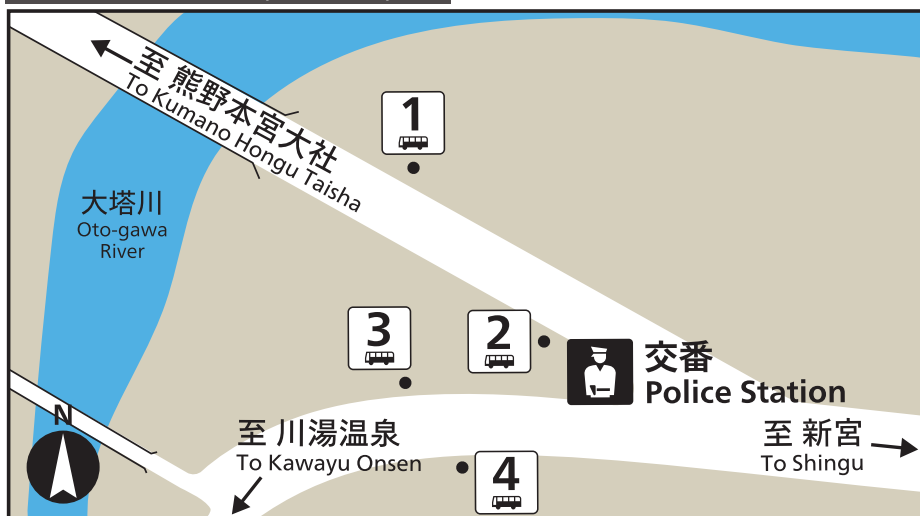 至 熊野本宮大社
To Kumano Hongu Taisha
1
大塔川
Oto-gawa
River
3
2
交番
Police Station
N
至 川湯温泉
To Kawayu Onsen
至 新宮
To Shingu
4